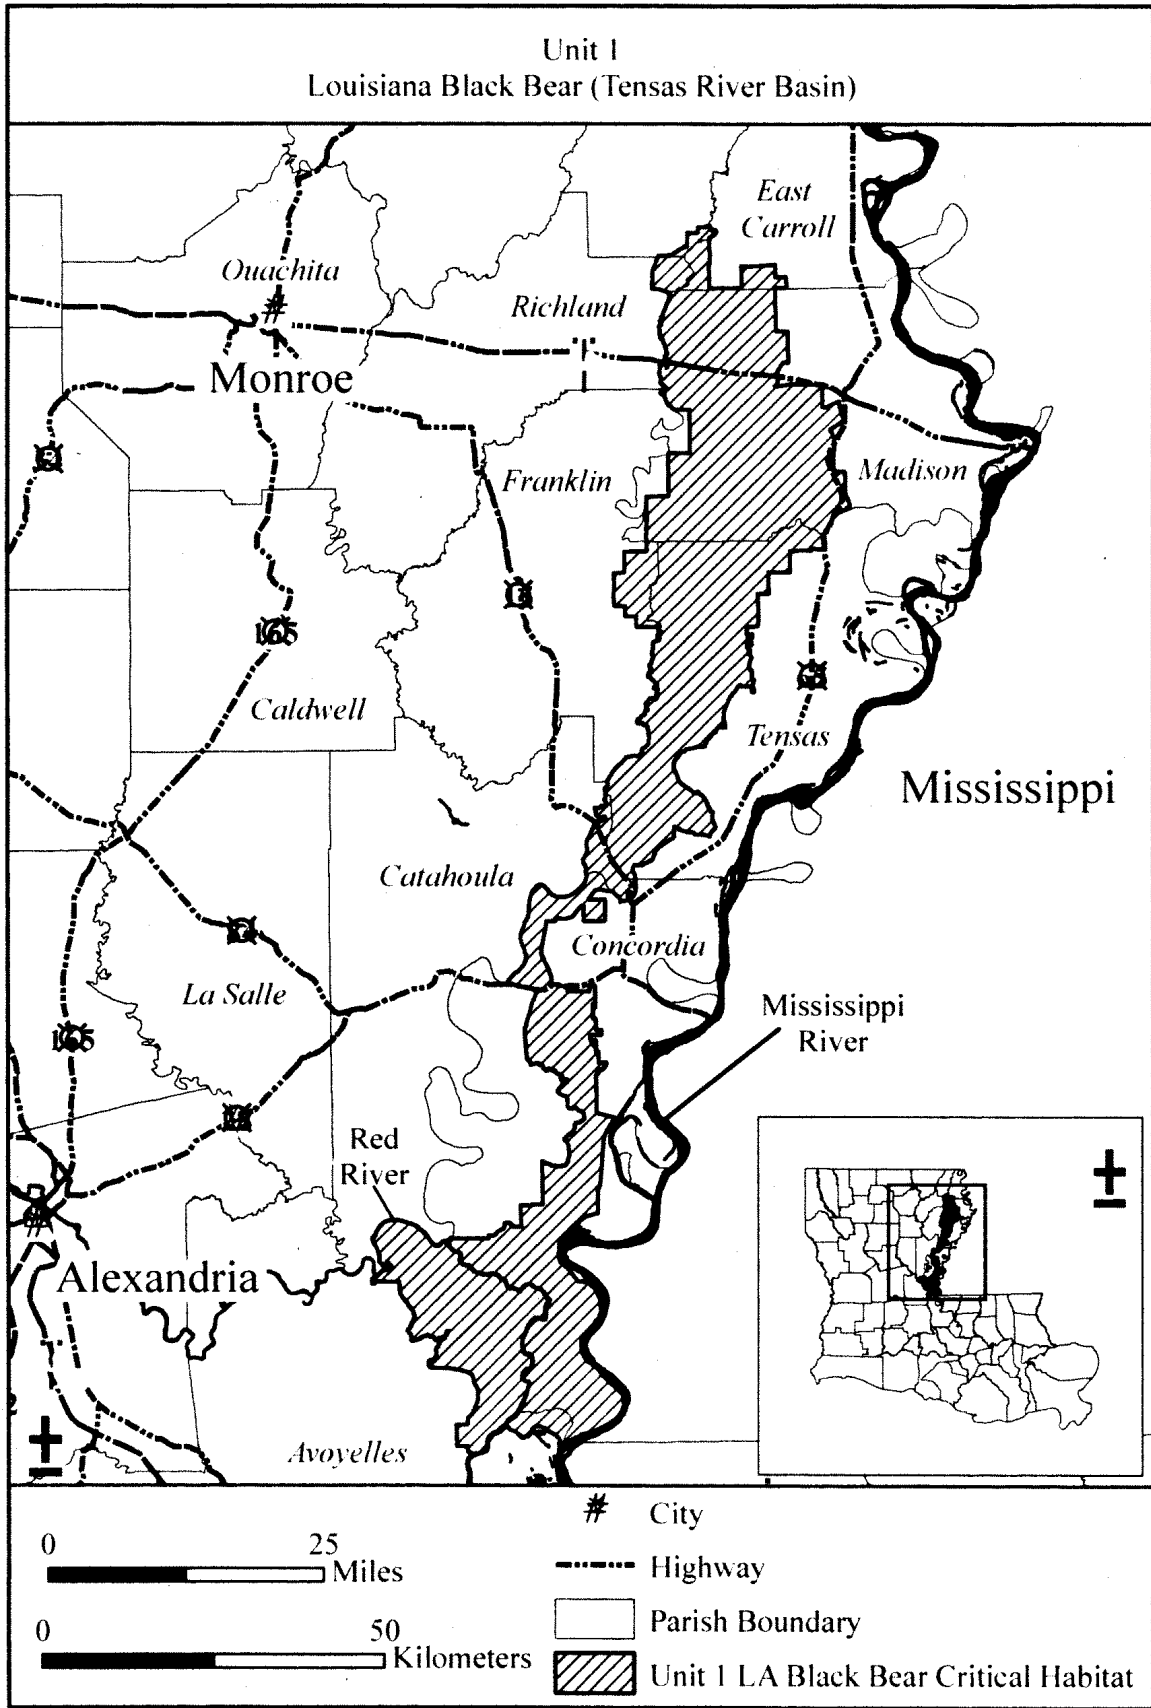 Unit 1
Louisiana Black Bear (Tensas River Basin)
East
Carroll
Ouachita
Richland
Monroe
Franklin
Madison
165
Caldwell
Tensas
Mississippi
Catahoula
Concordia
La Salle
Mississippi
River
165
Red
River
Alexandria
Avoyelles
# City
0 25
Miles
Highway
Parish Boundary
0 50
Kilometers
Unit 1 LA Black Bear Critical Habitat